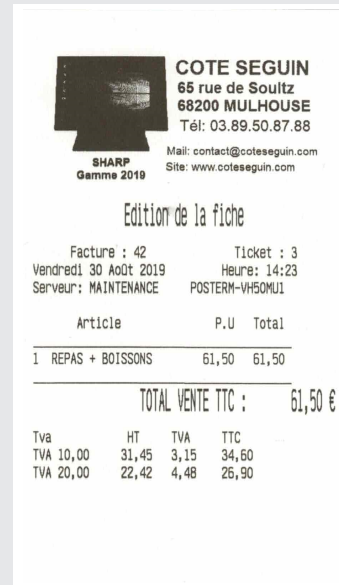 COTE SEGUIN
65 rue de Soultz
68200 MULHOUSE
Tél: 03.89.50.87.88
Mail: contact@coteseguin.com
Site: www.coteseguin.com
SHARP
Gamme 2019
Edition de la fiche
Facture : 42 Ticket : 3
Vendredi 30 Août 2019 Heure: 14:23
Serveur: MAINTENANCE POSTERM-VH50MU1
Article P.U Total
1 REPAS + BOISSONS 61,50 61,50
TOTAL VENTE TTC : 61,50 €
Tva HT TVA TTC
TVA 10,00 31,45 3,15 34,60
TVA 20,00 22,42 4,48 26,90